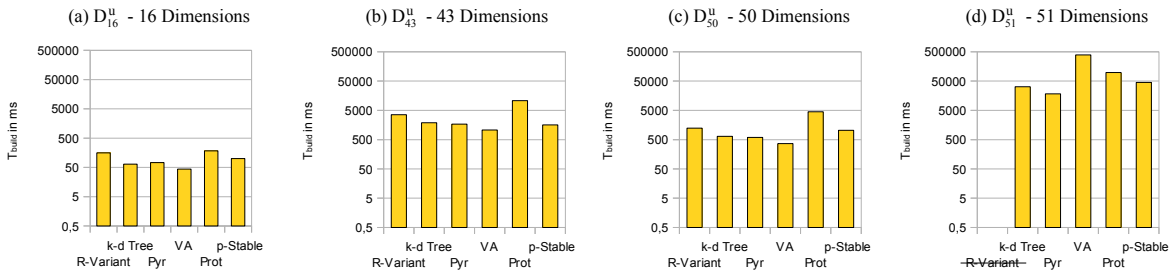 (a) D₁₆ᵘ - 16 Dimensions
T_build in ms
500000
50000
5000
500
50
5
0,5
k-d Tree VA p-Stable
R-Variant Pyr Prot
(b) D₄₃ᵘ - 43 Dimensions
T_build in ms
500000
50000
5000
500
50
5
0,5
k-d Tree VA p-Stable
R-Variant Pyr Prot
(c) D₅₀ᵘ - 50 Dimensions
T_build in ms
500000
50000
5000
500
50
5
0,5
k-d Tree VA p-Stable
R-Variant Pyr Prot
(d) D₅₁ᵘ - 51 Dimensions
T_build in ms
500000
50000
5000
500
50
5
0,5
k-d Tree VA p-Stable
R-Variant Pyr Prot